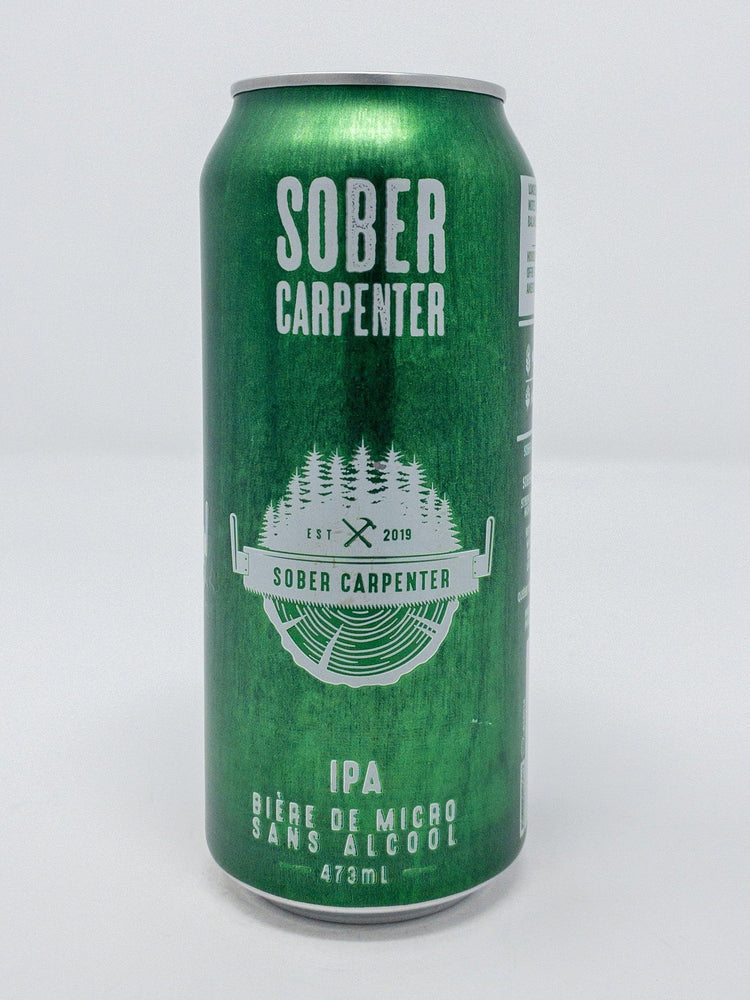 SOBER
CARPENTER
EST 2019
SOBER CARPENTER
IPA
BIÈRE DE MICRO
SANS ALCOOL
473mL